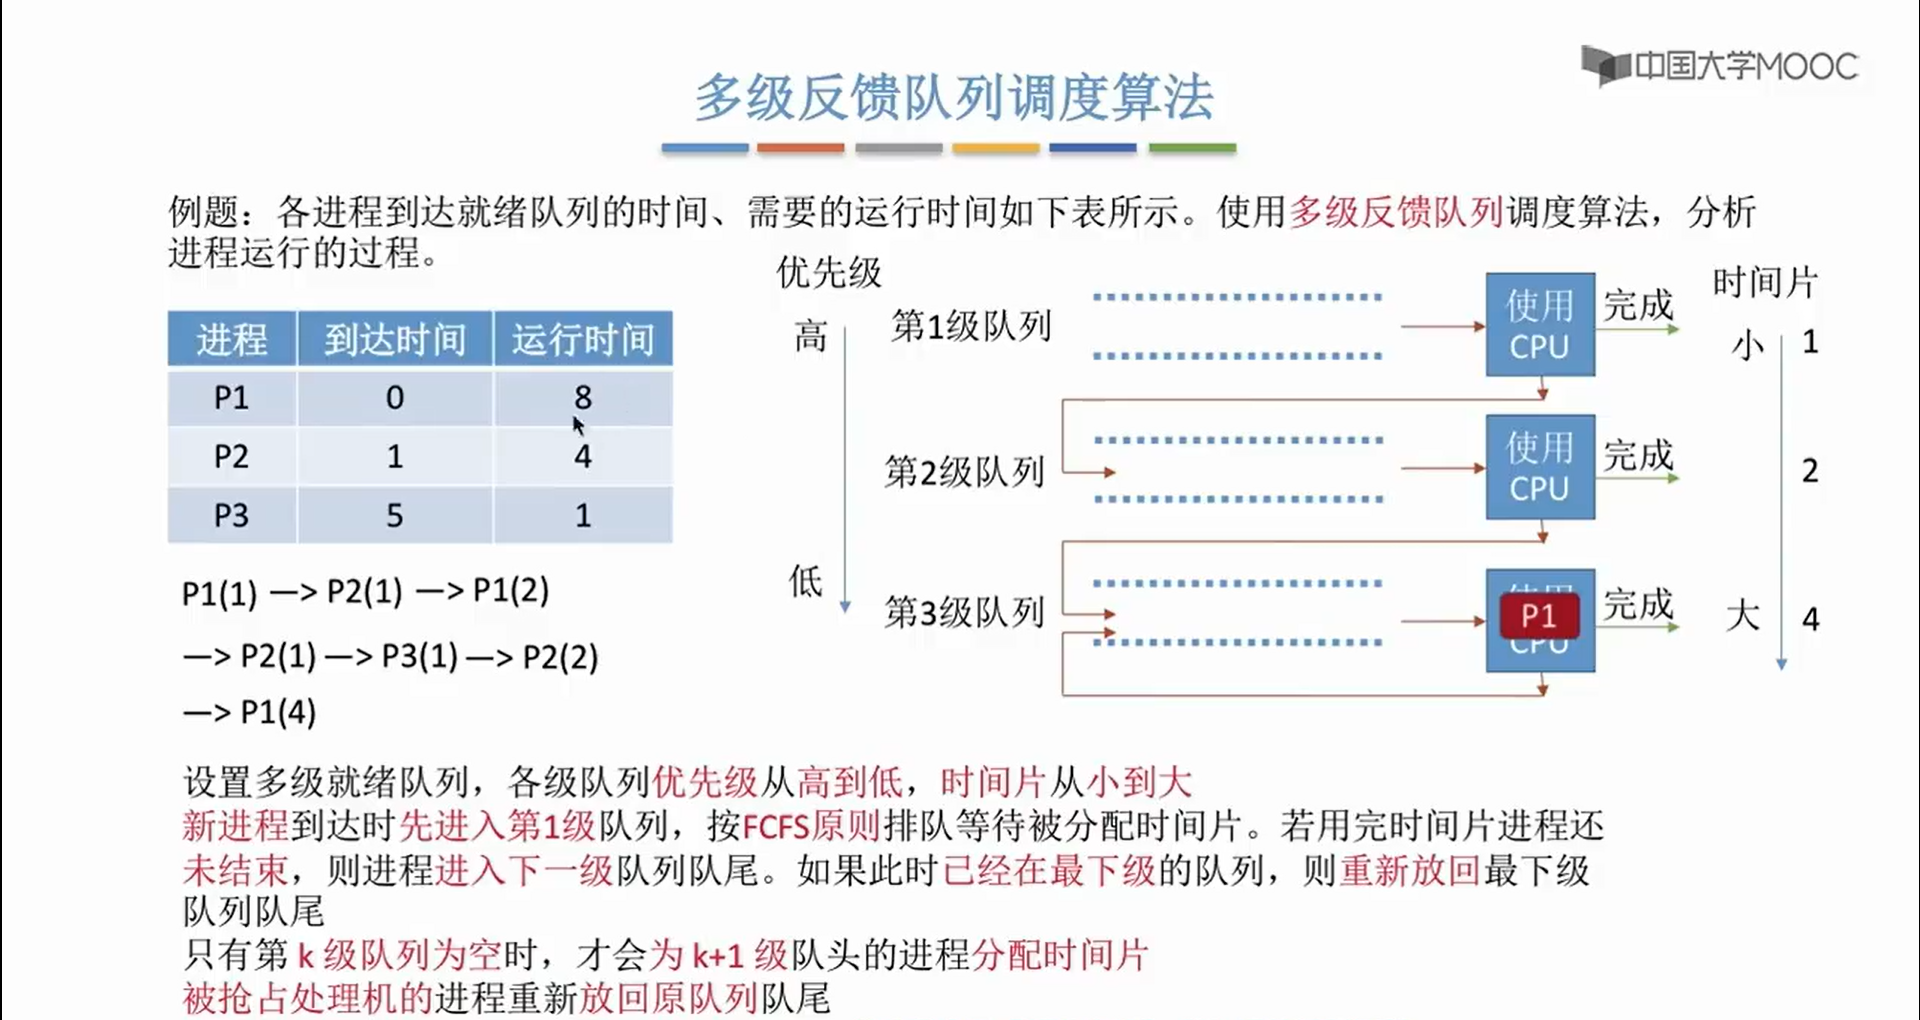 中国大学MOOC
多级反馈队列调度算法
例题：各进程到达就绪队列的时间、需要的运行时间如下表所示。使用多级反馈队列调度算法，分析
进程运行的过程。
进程 到达时间 运行时间
P1 0 8
P2 1 4
P3 5 1
P1(1) —> P2(1) —> P1(2)
—> P2(1) —> P3(1) —> P2(2)
—> P1(4)
优先级
高
低
第1级队列
使用
CPU
完成
第2级队列
使用
CPU
完成
第3级队列
使用
P1
CPU
完成
时间片
小 1
2
大 4
设置多级就绪队列，各级队列优先级从高到低，时间片从小到大
新进程到达时先进入第1级队列，按FCFS原则排队等待被分配时间片。若用完时间片进程还
未结束，则进程进入下一级队列队尾。如果此时已经在最下级的队列，则重新放回最下级
队列队尾
只有第 k 级队列为空时，才会为 k+1 级队头的进程分配时间片
被抢占处理机的进程重新放回原队列队尾